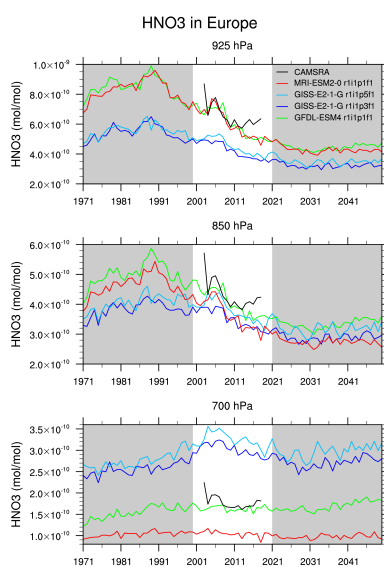 HNO3 in Europe
925 hPa
HNO3 (mol/mol)
1.0×10⁻⁹
8.0×10⁻¹⁰
6.0×10⁻¹⁰
4.0×10⁻¹⁰
2.0×10⁻¹⁰
CAMSRA
MRI-ESM2-0 r1i1p1f1
GISS-E2-1-G r1i1p5f1
GISS-E2-1-G r1i1p3f1
GFDL-ESM4 r1i1p1f1
1971 1981 1991 2001 2011 2021 2031 2041
850 hPa
HNO3 (mol/mol)
6.0×10⁻¹⁰
5.0×10⁻¹⁰
4.0×10⁻¹⁰
3.0×10⁻¹⁰
2.0×10⁻¹⁰
1971 1981 1991 2001 2011 2021 2031 2041
700 hPa
HNO3 (mol/mol)
3.5×10⁻¹⁰
3.0×10⁻¹⁰
2.5×10⁻¹⁰
2.0×10⁻¹⁰
1.5×10⁻¹⁰
1.0×10⁻¹⁰
1971 1981 1991 2001 2011 2021 2031 2041